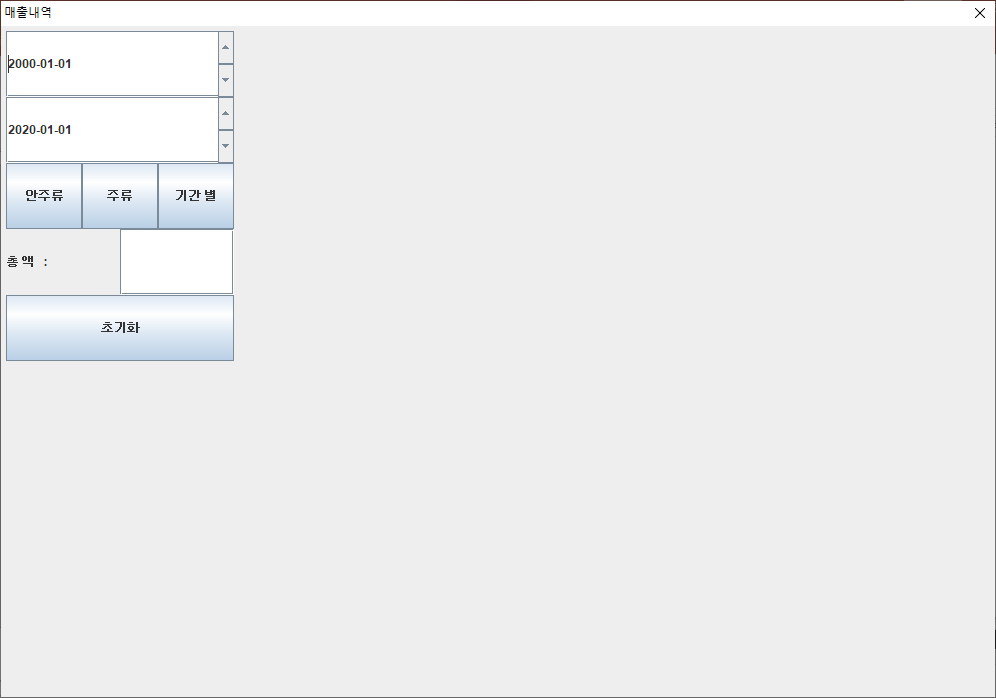 매출내역
2000-01-01
2020-01-01
안주류 주류 기간 별
총액 :
초기화